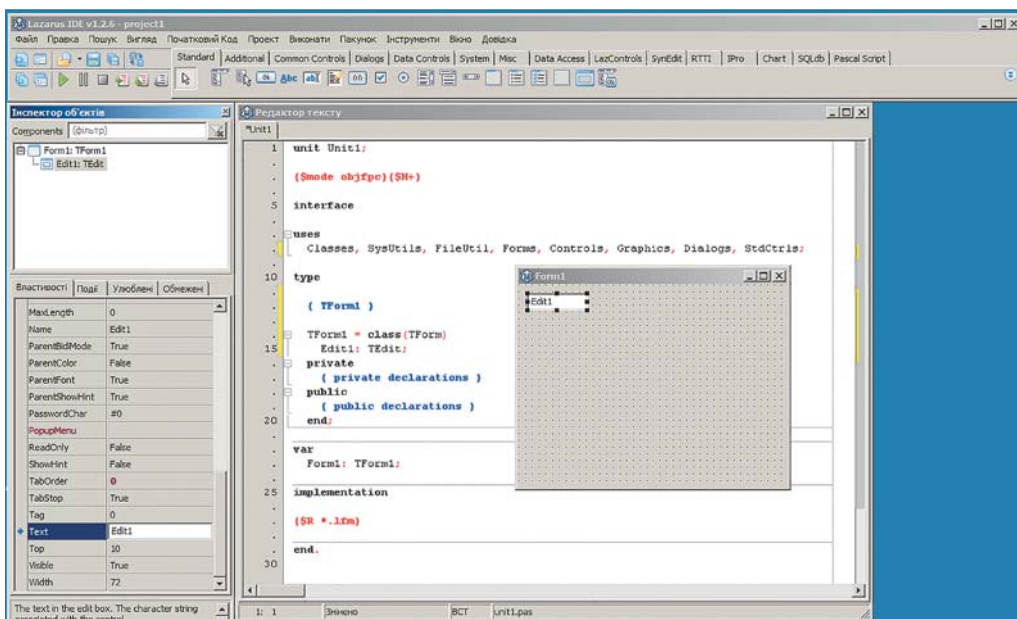 Lazarus IDE v1.2.6 - project1
Файл Правка Пошук Вигляд Початковий Код Проект Виконати Пакунок Інструменти Вікно Довідка
Standard Additional Common Controls Dialogs Data Controls System Misc Data Access LazControls SynEdit RTTI IPro Chart SQLdb Pascal Script
Abc ab
Інспектор об'єктів
Components (фільтр)
Form1: TForm1
Edit1: TEdit
Властивості Події Улюблені Обмежені
MaxLength 0
Name Edit1
ParentBidiMode True
ParentColor False
ParentFont True
ParentShowHint True
PasswordChar #0
PopupMenu
ReadOnly False
ShowHint False
TabOrder 0
TabStop True
Tag 0
Text Edit1
Top 10
Visible True
Width 72
The text in the edit box. The character string
associated with the control.
Редактор тексту
*Unit1
1 unit Unit1;
{$mode objfpc}{$H+}
5 interface
uses
Classes, SysUtils, FileUtil, Forms, Controls, Graphics, Dialogs, StdCtrls;
10 type
{ TForm1 }
TForm1 = class(TForm)
15 Edit1: TEdit;
private
{ private declarations }
public
{ public declarations }
20 end;
var
Form1: TForm1;
25 implementation
{$R *.lfm}
end.
30
1: 1 Змінено ВСТ unit1.pas
Form1
Edit1